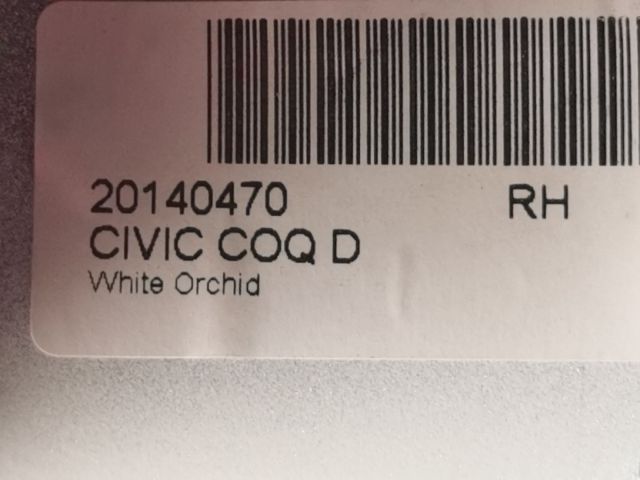 20140470 RH
CIVIC COQ D
White Orchid